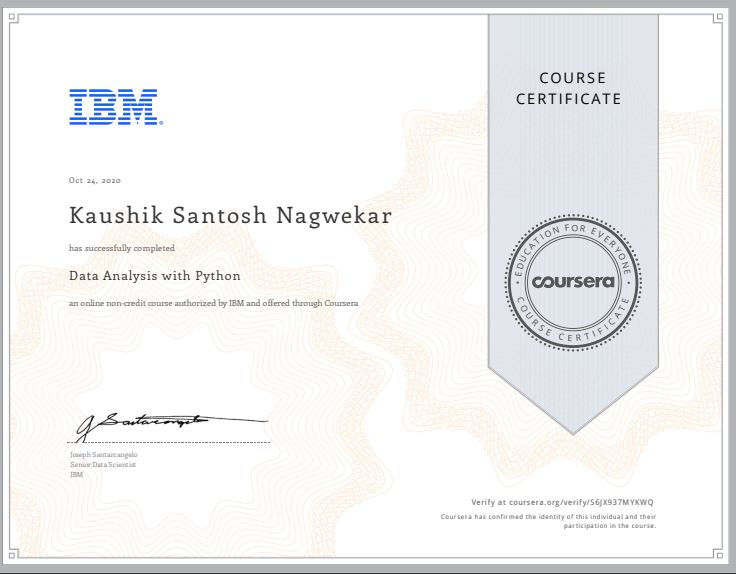 IBM®
COURSE
CERTIFICATE
Oct 24, 2020
Kaushik Santosh Nagwekar
has successfully completed
Data Analysis with Python
an online non-credit course authorized by IBM and offered through Coursera
EDUCATION FOR EVERYONE
coursera
COURSE CERTIFICATE
J Santarcangelo
Joseph Santarcangelo
Senior Data Scientist
IBM
Verify at coursera.org/verify/S6JX937MYKWQ
Coursera has confirmed the identity of this individual and their
participation in the course.